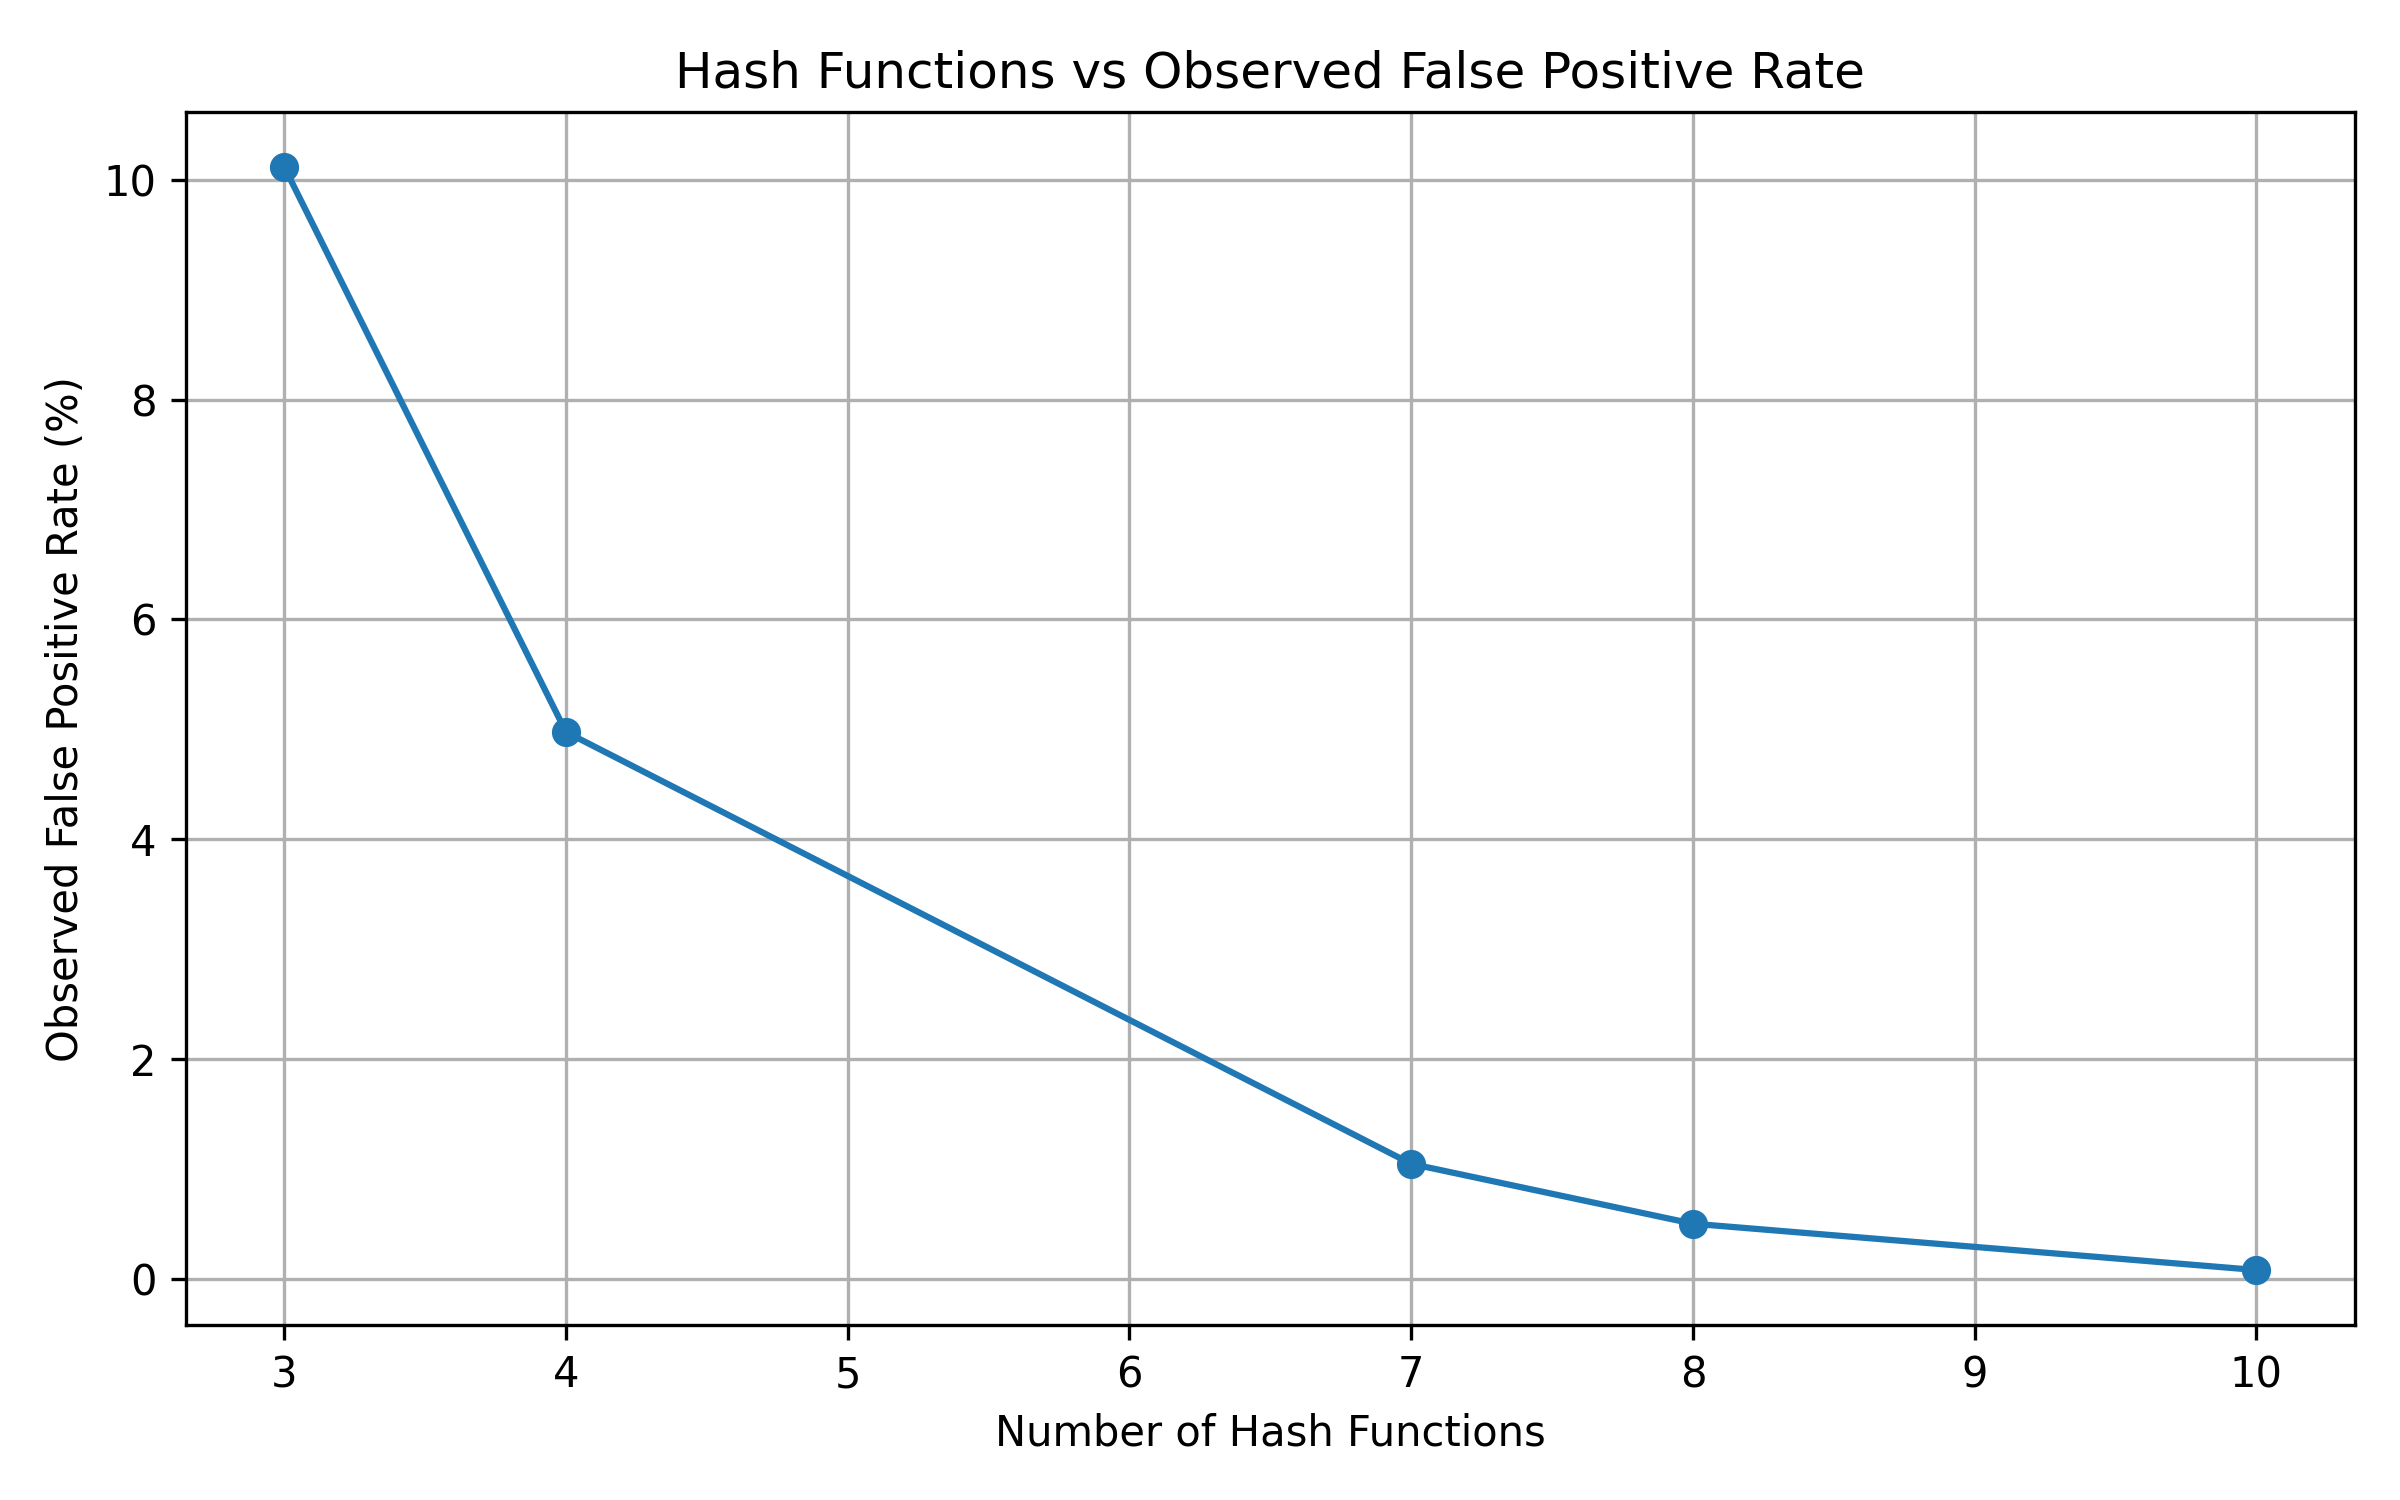 Hash Functions vs Observed False Positive Rate
Observed False Positive Rate (%)
10
8
6
4
2
0
3 4 5 6 7 8 9 10
Number of Hash Functions